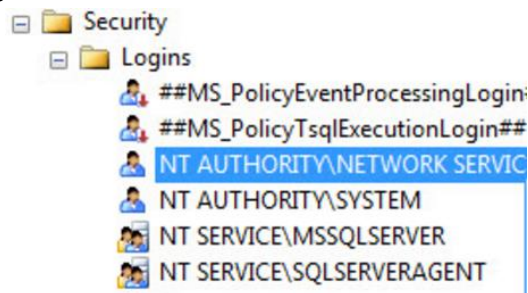 Security
Logins
##MS_PolicyEventProcessingLogin#
##MS_PolicyTsqlExecutionLogin##
NT AUTHORITY\NETWORK SERVIC
NT AUTHORITY\SYSTEM
NT SERVICE\MSSQLSERVER
NT SERVICE\SQLSERVERAGENT